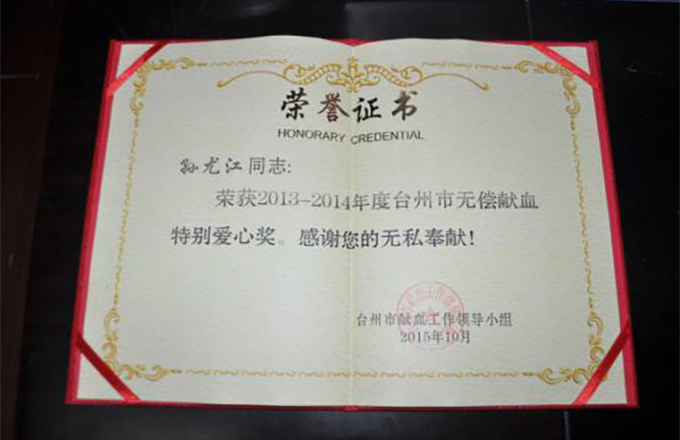 荣誉证书
HONORARY CREDENTIAL
孙尤江同志:
荣获2013-2014年度台州市无偿献血
特别爱心奖。感谢您的无私奉献!
台州市献血工作领导小组
2015年10月